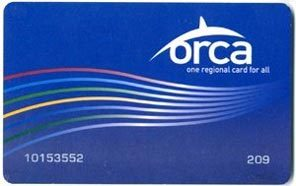 orca
one regional card for all
10153552 209